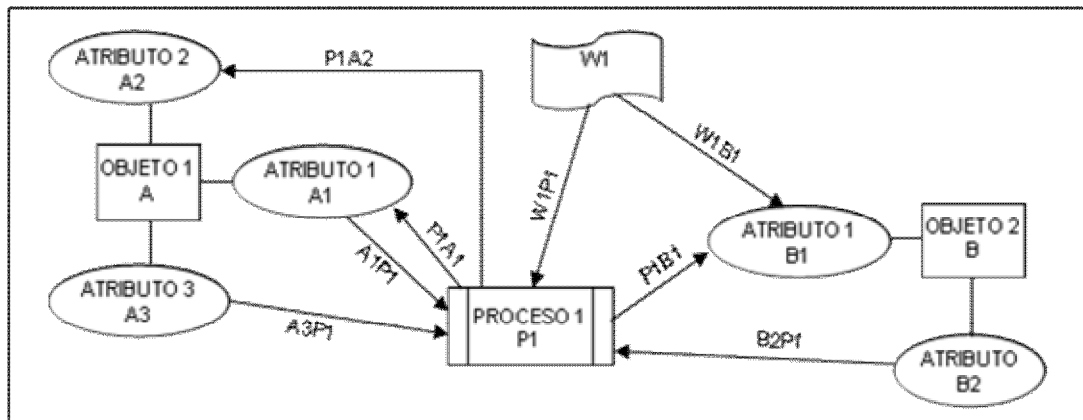 ATRIBUTO 2
A2
P1A2
W1
OBJETO 1
A
ATRIBUTO 1
A1
W1B1
W1P1
P1A1
A1P1
P1B1
ATRIBUTO 1
B1
OBJETO 2
B
ATRIBUTO 3
A3
A3P1
PROCESO 1
P1
B2P1
ATRIBUTO
B2